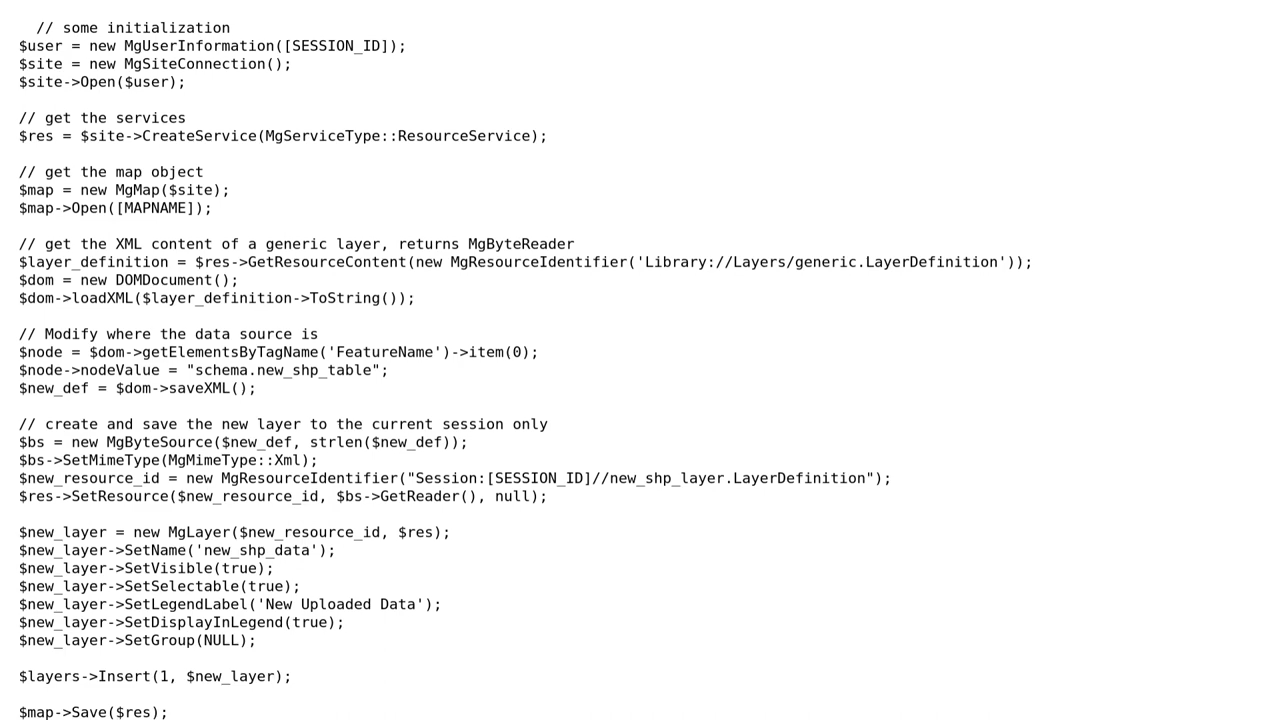 // some initialization
$user = new MgUserInformation([SESSION_ID]);
$site = new MgSiteConnection();
$site->Open($user);

// get the services
$res = $site->CreateService(MgServiceType::ResourceService);

// get the map object
$map = new MgMap($site);
$map->Open([MAPNAME]);

// get the XML content of a generic layer, returns MgByteReader
$layer_definition = $res->GetResourceContent(new MgResourceIdentifier('Library://Layers/generic.LayerDefinition'));
$dom = new DOMDocument();
$dom->loadXML($layer_definition->ToString());

// Modify where the data source is
$node = $dom->getElementsByTagName('FeatureName')->item(0);
$node->nodeValue = "schema.new_shp_table";
$new_def = $dom->saveXML();

// create and save the new layer to the current session only
$bs = new MgByteSource($new_def, strlen($new_def));
$bs->SetMimeType(MgMimeType::Xml);
$new_resource_id = new MgResourceIdentifier("Session:[SESSION_ID]//new_shp_layer.LayerDefinition");
$res->SetResource($new_resource_id, $bs->GetReader(), null);

$new_layer = new MgLayer($new_resource_id, $res);
$new_layer->SetName('new_shp_data');
$new_layer->SetVisible(true);
$new_layer->SetSelectable(true);
$new_layer->SetLegendLabel('New Uploaded Data');
$new_layer->SetDisplayInLegend(true);
$new_layer->SetGroup(NULL);

$layers->Insert(1, $new_layer);

$map->Save($res);